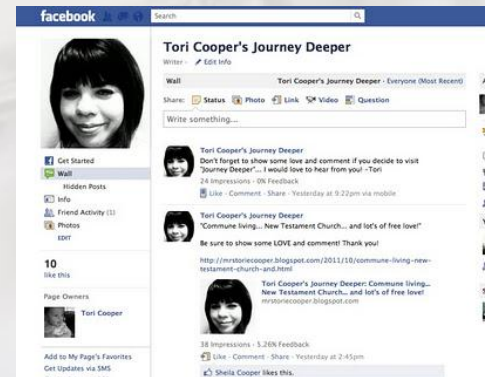 facebook
Search
Tori Cooper's Journey Deeper
Writer · Edit Info
Wall
Tori Cooper's Journey Deeper · Everyone (Most Recent)
Share: Status Photo Link Video Question
Write something...
Get Started
Wall
Hidden Posts
Info
Friend Activity (1)
Photos
EDIT
10
like this
Page Owners
Tori Cooper
Add to My Page's Favorites
Get Updates via SMS
Tori Cooper's Journey Deeper
Don't forget to show some love and comment if you decide to visit
"Journey Deeper"... I would love to hear from you! ~Tori
24 Impressions · 0% Feedback
Like · Comment · Share · Yesterday at 9:22pm via mobile
Tori Cooper's Journey Deeper
"Commune living... New Testament Church... and lot's of free love!"
Be sure to show some LOVE and comment! Thank you!
http://mrstoriecooper.blogspot.com/2011/10/commune-living-new-
testament-church-and.html
Tori Cooper's Journey Deeper: Commune living...
New Testament Church... and lot's of free love!
mrstoriecooper.blogspot.com
38 Impressions · 5.26% Feedback
Like · Comment · Share · Yesterday at 2:45pm
Sheila Cooper likes this.